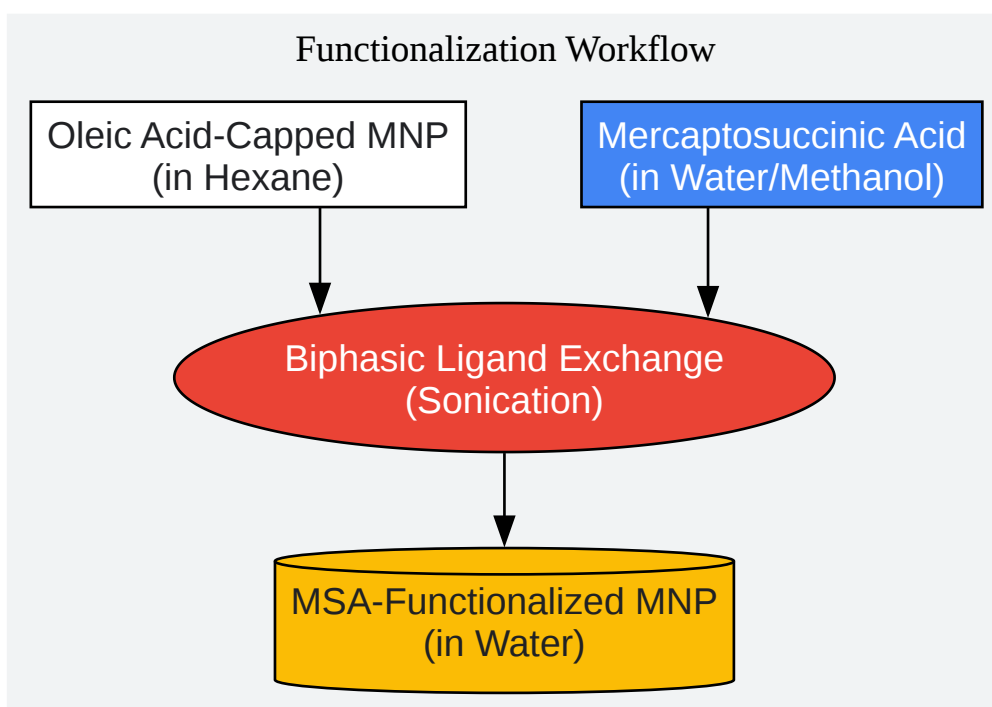 Functionalization Workflow
Oleic Acid-Capped MNP
(in Hexane)
Mercaptosuccinic Acid
(in Water/Methanol)
Biphasic Ligand Exchange
(Sonication)
MSA-Functionalized MNP
(in Water)